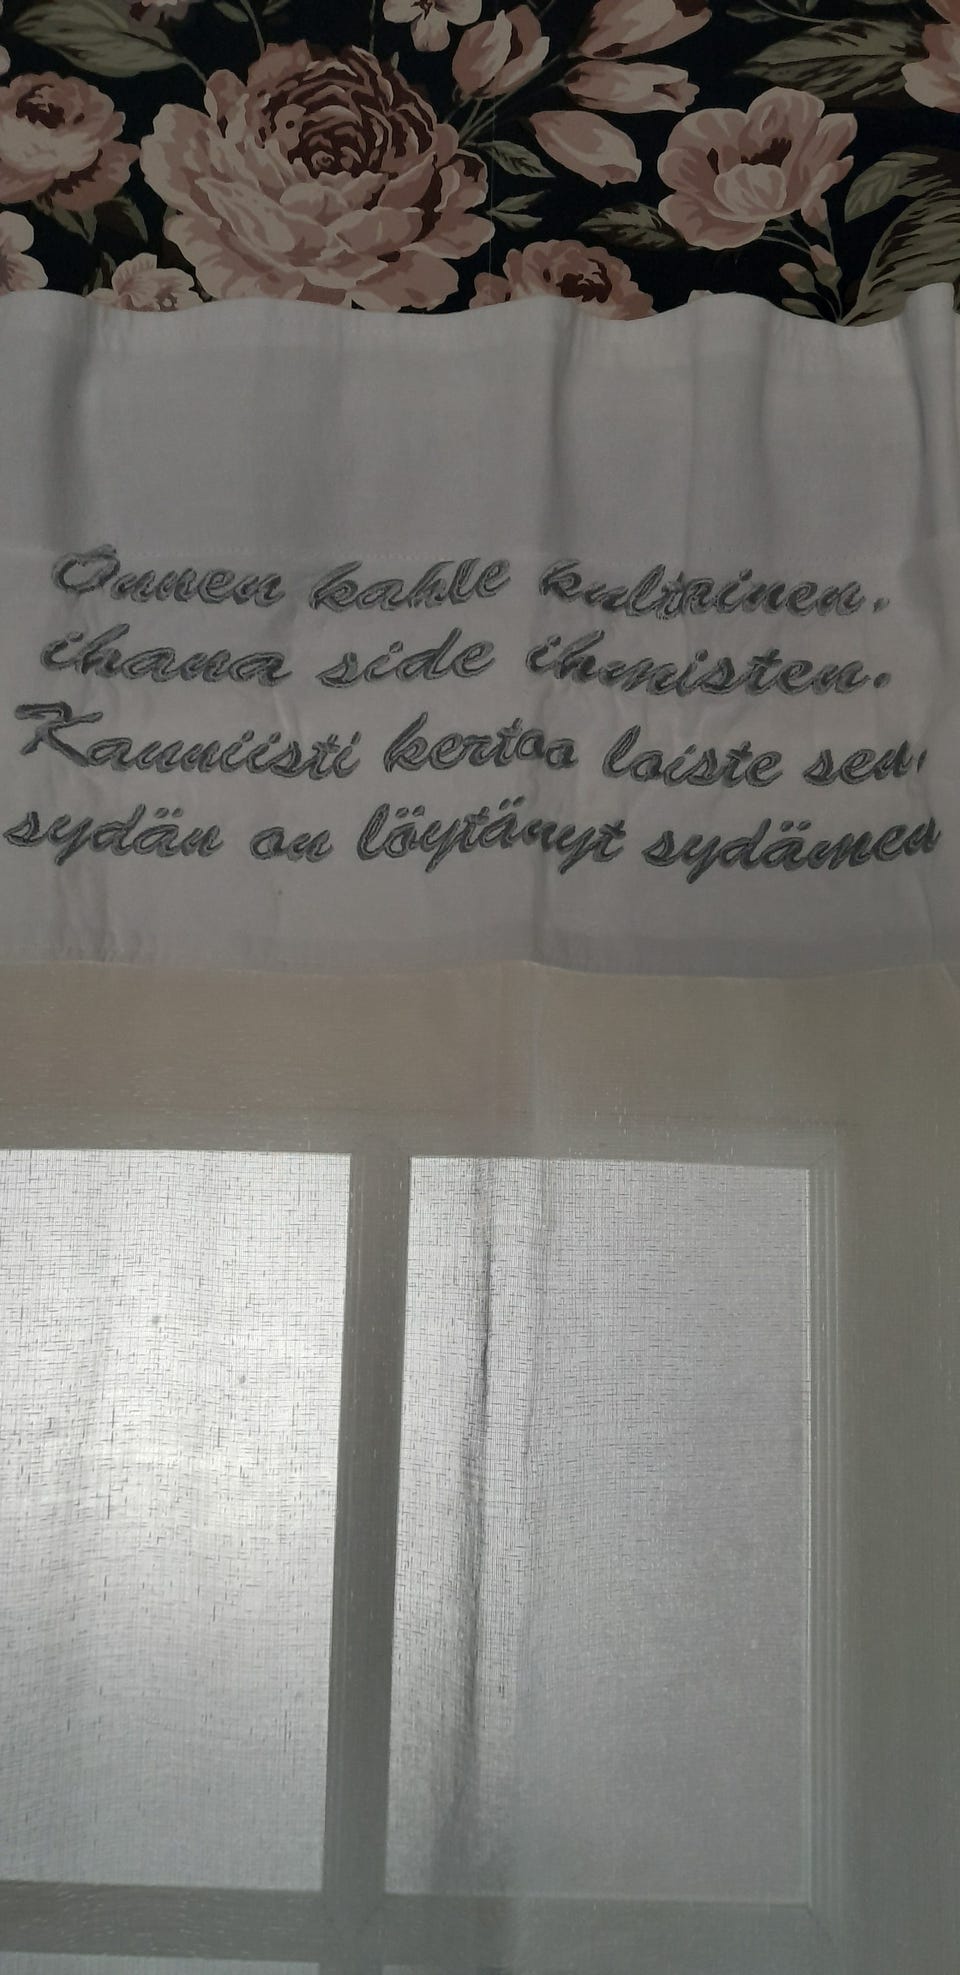 Onnen kahle kultainen.
ihana side ihmisten.
Kauniisti kertoo loiste sen,
sydän on löytänyt sydämen